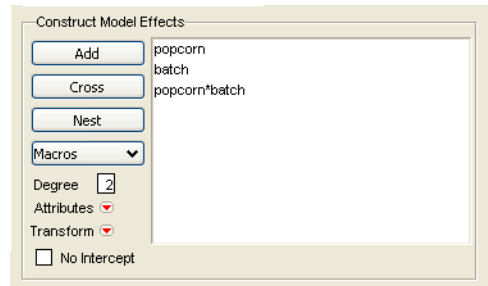 Construct Model Effects
Add
Cross
Nest
Macros
Degree 2
Attributes
Transform
No Intercept
popcorn
batch
popcorn*batch